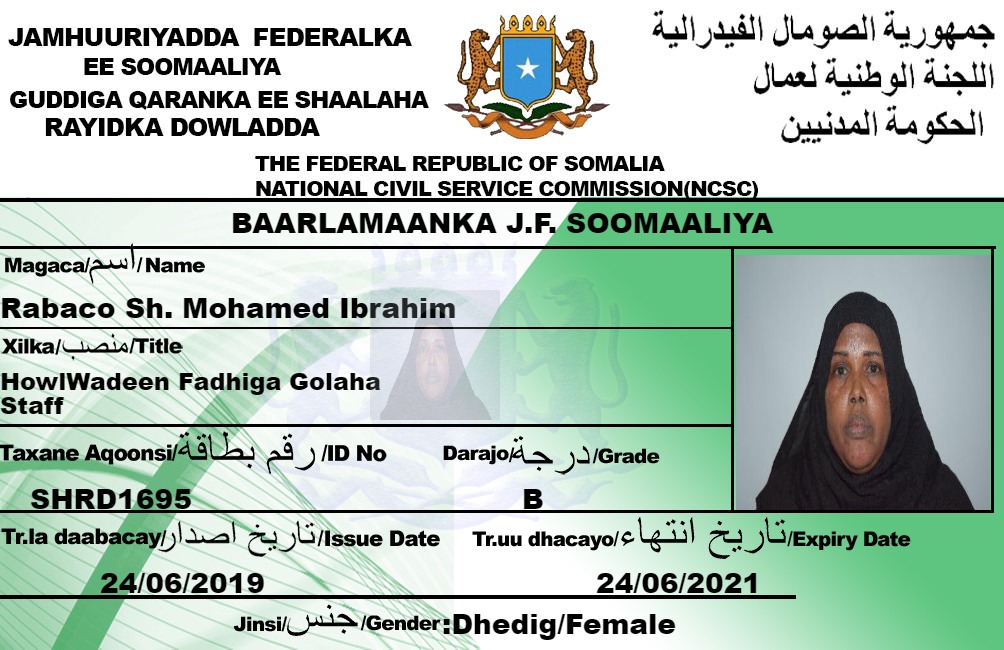 JAMHUURIYADDA FEDERALKA
EE SOOMAALIYA
GUDDIGA QARANKA EE SHAALAHA
RAYIDKA DOWLADDA
جمهورية الصومال الفيدرالية
اللجنة الوطنية لعمال
الحكومة المدنيين
THE FEDERAL REPUBLIC OF SOMALIA
NATIONAL CIVIL SERVICE COMMISSION(NCSC)
BAARLAMAANKA J.F. SOOMAALIYA
Magaca/اسم/Name
Rabaco Sh. Mohamed Ibrahim
Xilka/منصب/Title
HowlWadeen Fadhiga Golaha
Staff
Taxane Aqoonsi/رقم بطاقة/ID No
Darajo/درجة/Grade
SHRD1695
B
Tr.la daabacay/تاريخ اصدار/Issue Date
Tr.uu dhacayo/تاريخ انتهاء/Expiry Date
24/06/2019
24/06/2021
Jinsi/جنس/Gender:Dhedig/Female